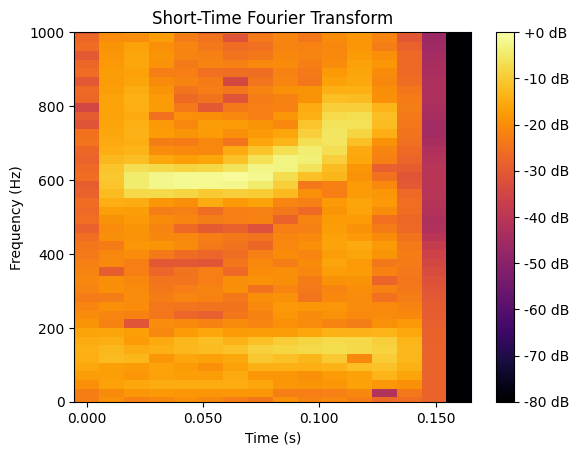 Short-Time Fourier Transform
1000
800
600
400
200
0
Frequency (Hz)
0.000
0.050
0.100
0.150
Time (s)
+0 dB
-10 dB
-20 dB
-30 dB
-40 dB
-50 dB
-60 dB
-70 dB
-80 dB